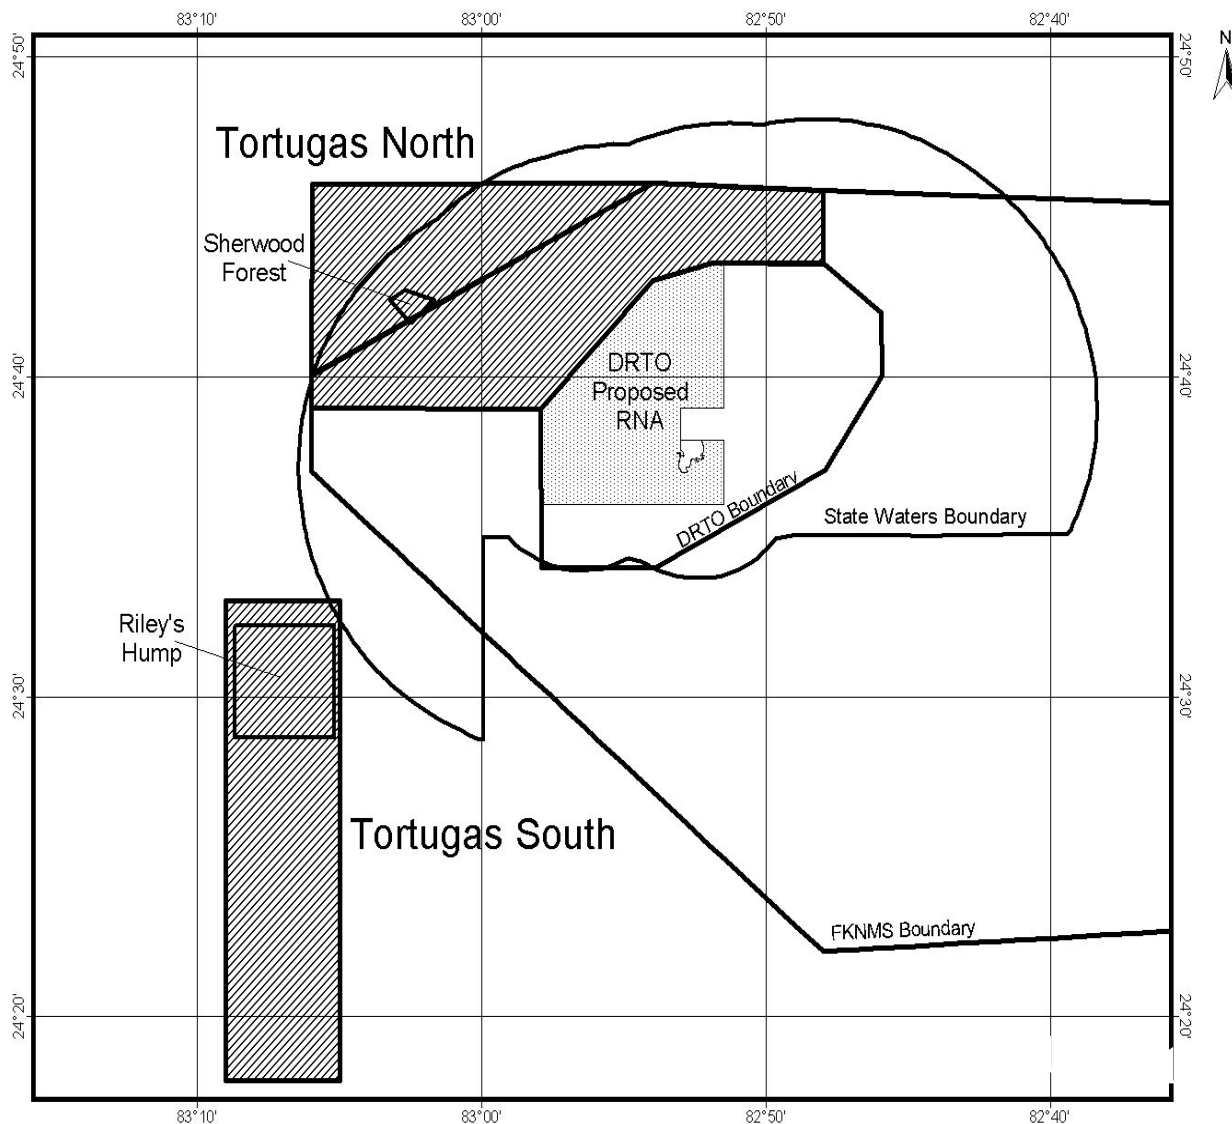 83°10' 83°00' 82°50' 82°40'
N
24°50' 24°50'
Tortugas North
Sherwood
Forest
24°40' 24°40'
DRTO
Proposed
RNA
DRTO Boundary
State Waters Boundary
Riley's
Hump
24°30' 24°30'
Tortugas South
FKNMS Boundary
24°20' 24°20'
83°10' 83°00' 82°50' 82°40'